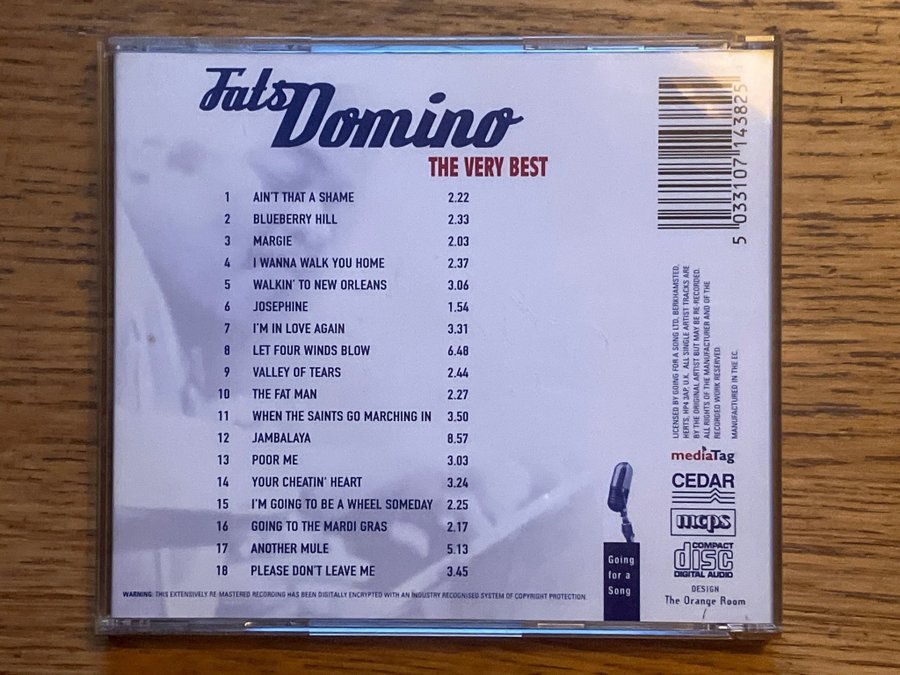 Fats Domino
THE VERY BEST
1 AIN'T THAT A SHAME 2.22
2 BLUEBERRY HILL 2.33
3 MARGIE 2.03
4 I WANNA WALK YOU HOME 2.37
5 WALKIN' TO NEW ORLEANS 3.06
6 JOSEPHINE 1.54
7 I'M IN LOVE AGAIN 3.31
8 LET FOUR WINDS BLOW 6.48
9 VALLEY OF TEARS 2.44
10 THE FAT MAN 2.27
11 WHEN THE SAINTS GO MARCHING IN 3.50
12 JAMBALAYA 8.57
13 POOR ME 3.03
14 YOUR CHEATIN' HEART 3.24
15 I'M GOING TO BE A WHEEL SOMEDAY 2.25
16 GOING TO THE MARDI GRAS 2.17
17 ANOTHER MULE 5.13
18 PLEASE DON'T LEAVE ME 3.45
WARNING: THIS EXTENSIVELY RE-MASTERED RECORDING HAS BEEN DIGITALLY ENCRYPTED WITH AN INDUSTRY RECOGNISED SYSTEM OF COPYRIGHT PROTECTION.
5 033107 143825
LICENSED BY GOING FOR A SONG LTD, BERKHAMSTED,
HERTS, HP4 3AP, U.K. ALL SINGLE ARTIST TRACKS ARE
BY THE ORIGINAL ARTIST BUT MAY BE RE-RECORDED.
ALL RIGHTS OF THE MANUFACTURER AND OF THE
RECORDED WORK RESERVED.
MANUFACTURED IN THE EC.
mediaTag
CEDAR
mcps
COMPACT
disc
DIGITAL AUDIO
DESIGN
The Orange Room
Going
for a
Song